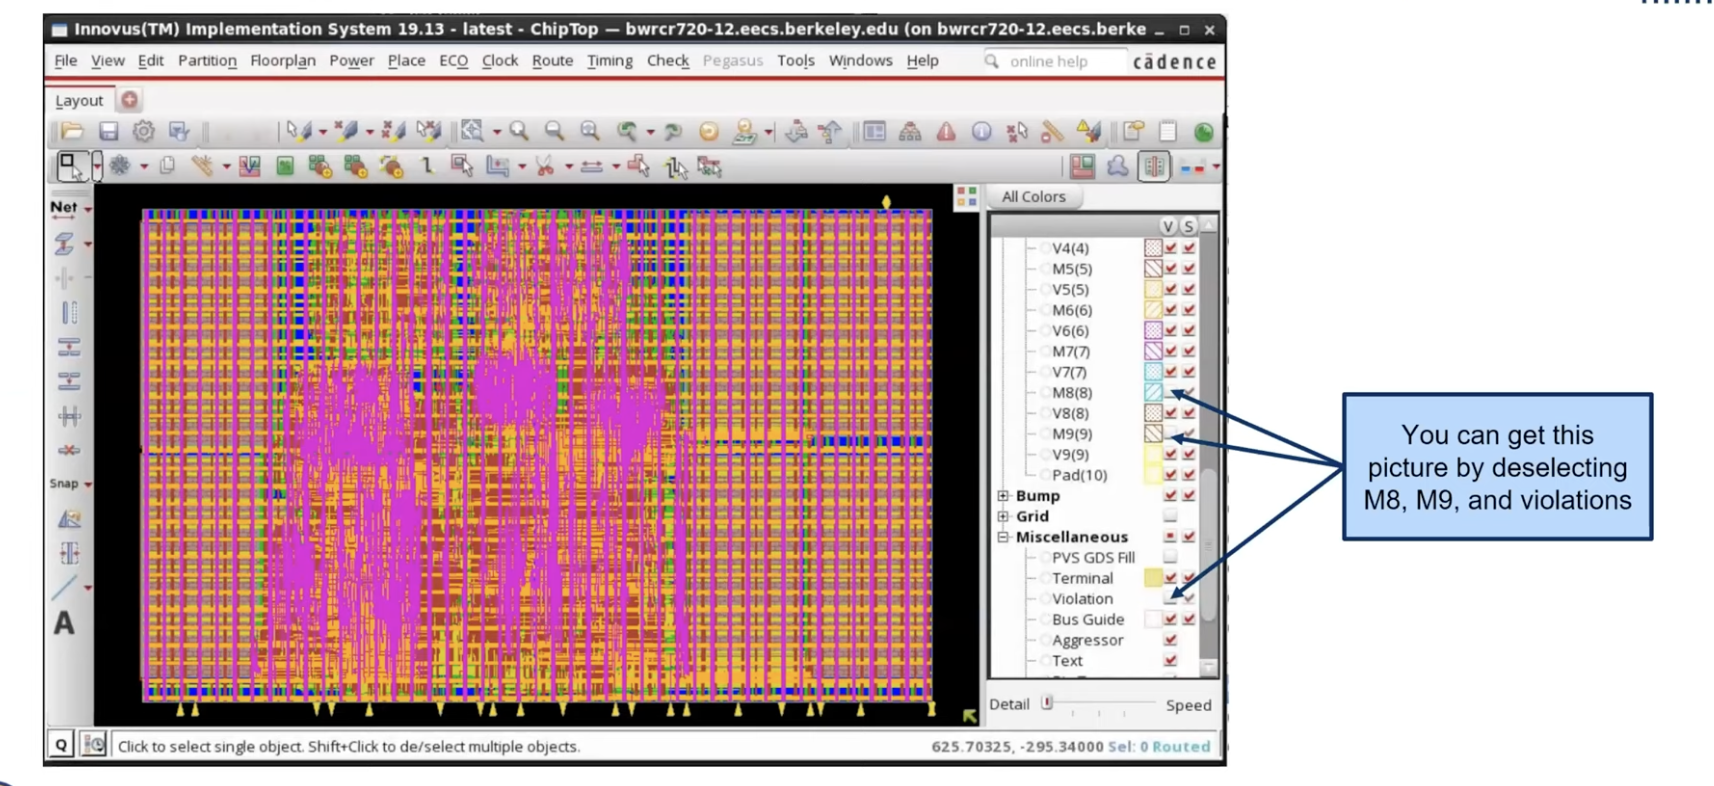 Innovus(TM) Implementation System 19.13 - latest - ChipTop — bwrcr720-12.eecs.berkeley.edu (on bwrcr720-12.eecs.berke
File View Edit Partition Floorplan Power Place ECO Clock Route Timing Check Pegasus Tools Windows Help online help cādence
Layout
Net
Snap
A
All Colors
V S
V4(4)
M5(5)
V5(5)
M6(6)
V6(6)
M7(7)
V7(7)
M8(8)
V8(8)
M9(9)
V9(9)
Pad(10)
Bump
Grid
Miscellaneous
PVS GDS Fill
Terminal
Violation
Bus Guide
Aggressor
Text
Detail Speed
Q Click to select single object. Shift+Click to de/select multiple objects. 625.70325, -295.34000 Sel: 0 Routed
You can get this
picture by deselecting
M8, M9, and violations